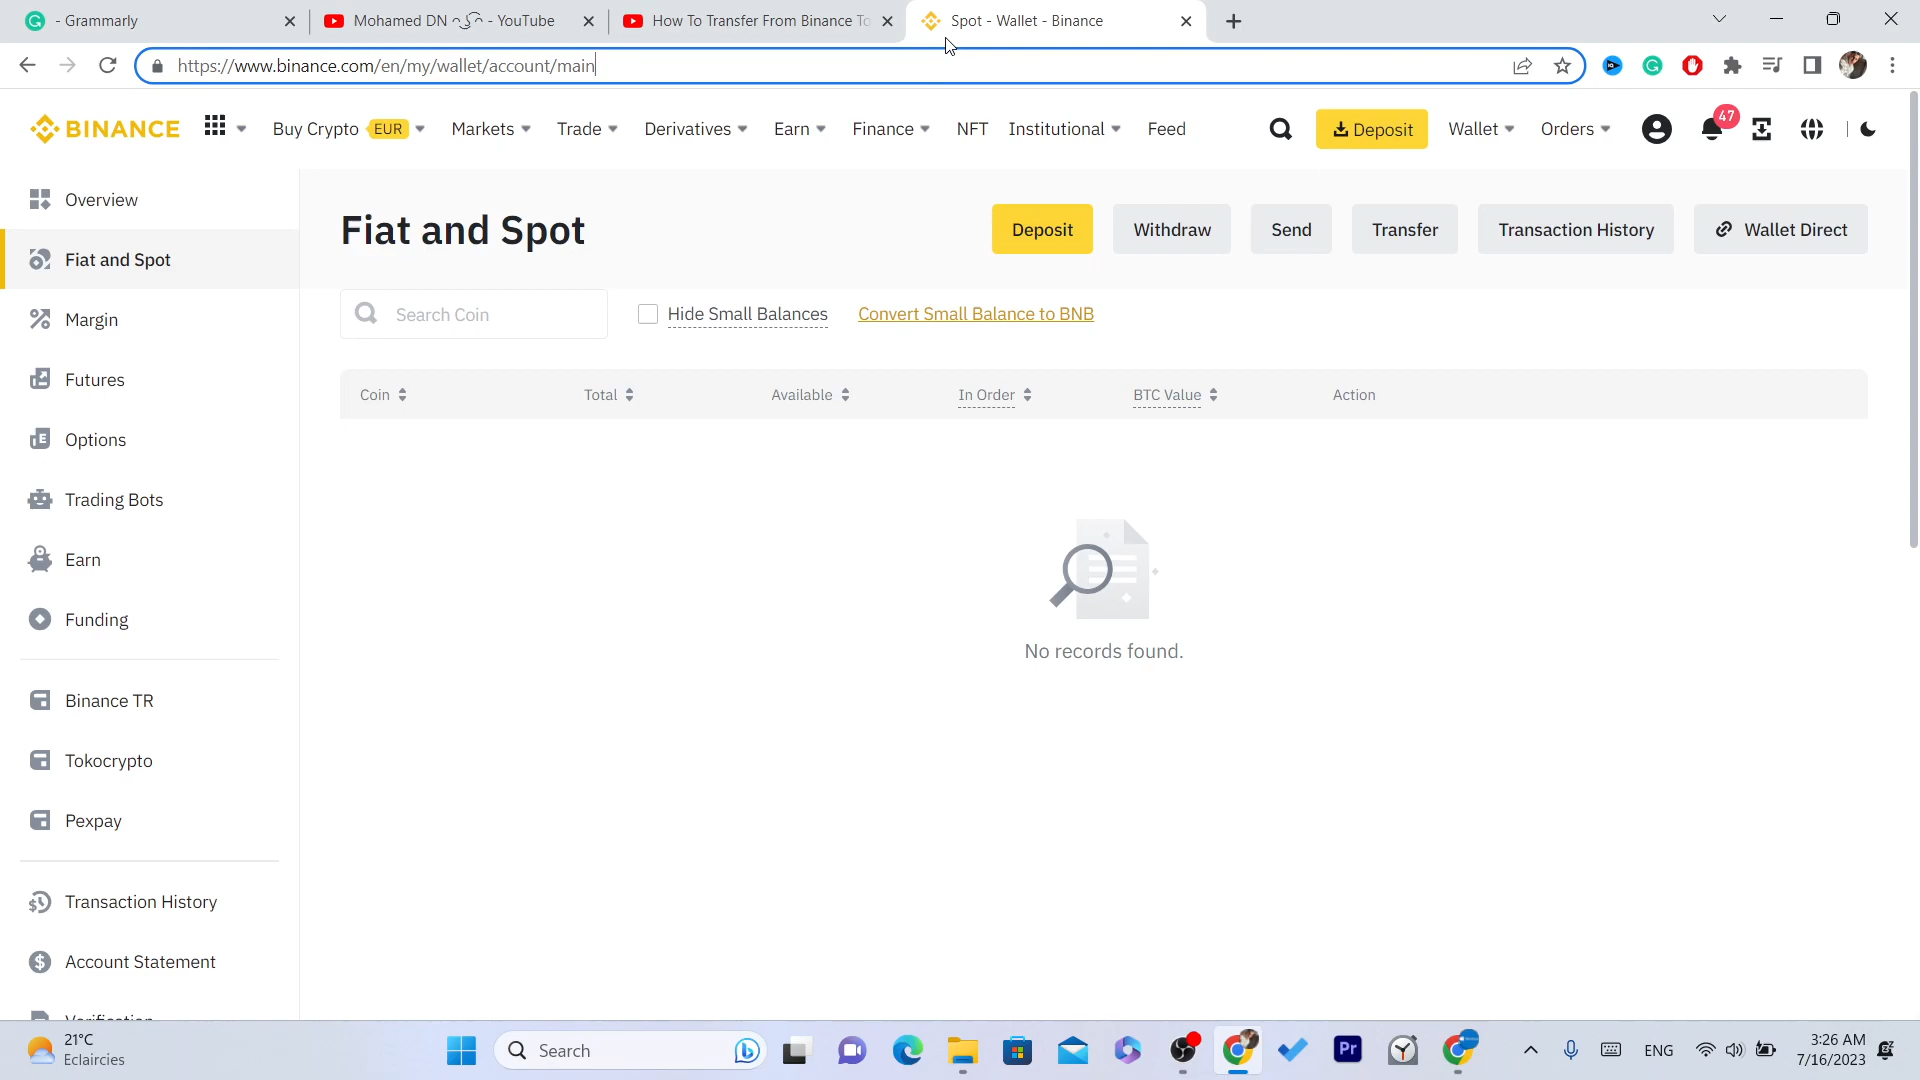 - Grammarly
Mohamed DN - YouTube
How To Transfer From Binance To
Spot - Wallet - Binance
https://www.binance.com/en/my/wallet/account/main
BINANCE
Buy Crypto EUR
Markets
Trade
Derivatives
Earn
Finance
NFT
Institutional
Feed
Deposit
Wallet
Orders
47
Overview
Fiat and Spot
Margin
Futures
Options
Trading Bots
Earn
Funding
Binance TR
Tokocrypto
Pexpay
Transaction History
Account Statement
Verification
Fiat and Spot
Deposit
Withdraw
Send
Transfer
Transaction History
Wallet Direct
Search Coin
Hide Small Balances
Convert Small Balance to BNB
Coin
Total
Available
In Order
BTC Value
Action
No records found.
21°C
Eclaircies
Search
Pr
ENG
3:26 AM
7/16/2023